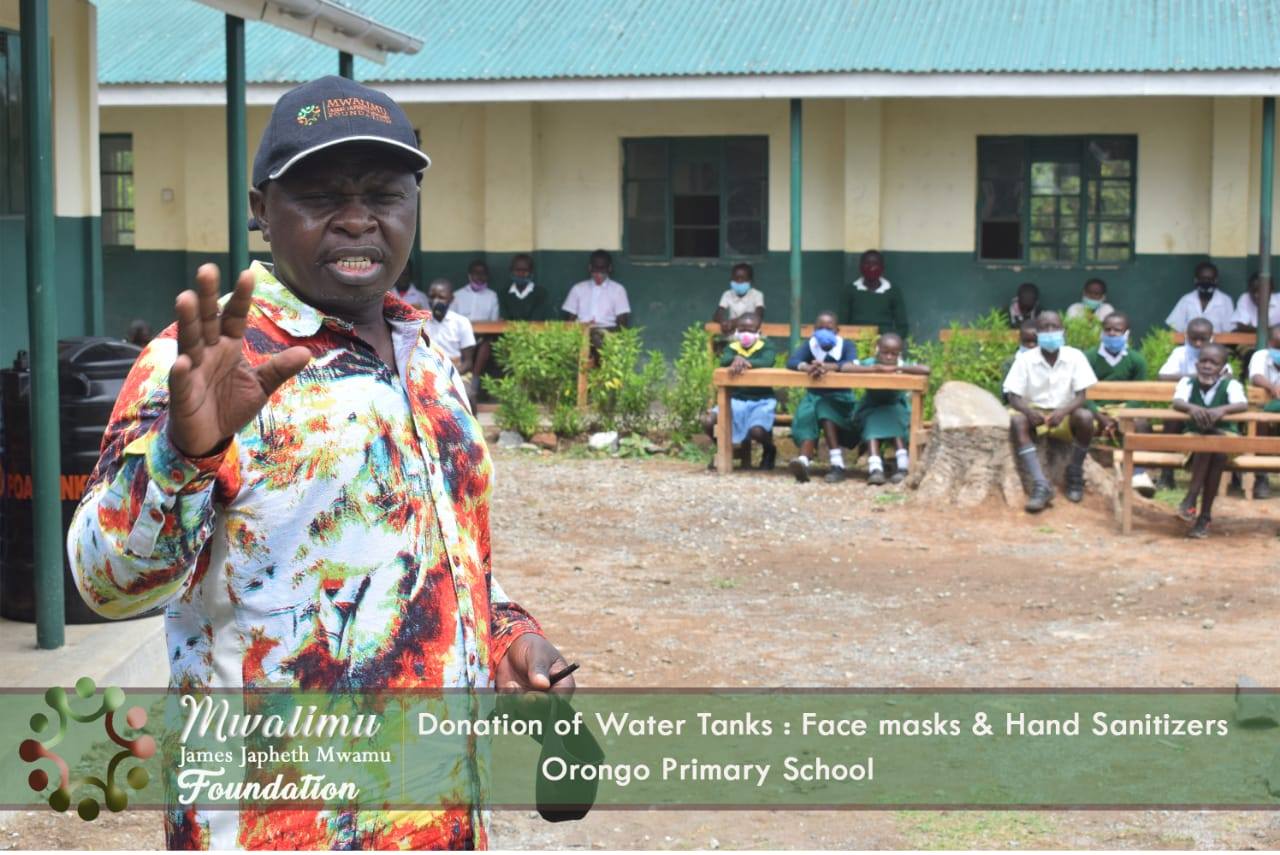 MWALIMU
FOUNDATION
Mwalimu
James Japheth Mwamu
Foundation
Donation of Water Tanks : Face masks & Hand Sanitizers
Orongo Primary School